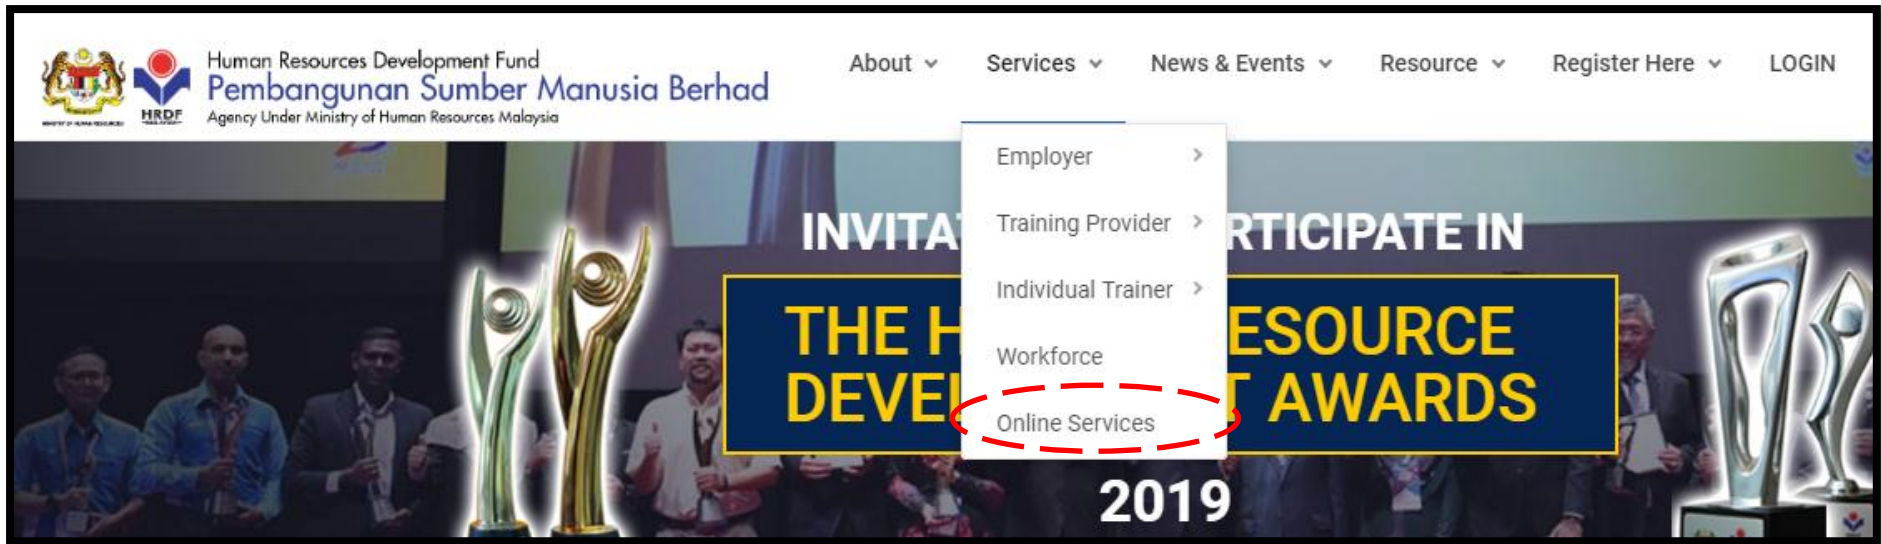 Human Resources Development Fund
Pembangunan Sumber Manusia Berhad
Agency Under Ministry of Human Resources Malaysia
HRDF
About
Services
News & Events
Resource
Register Here
LOGIN
Employer
Training Provider
Individual Trainer
Workforce
Online Services
INVITA RTICIPATE IN
THE H ESOURCE
DEVEL T AWARDS
2019